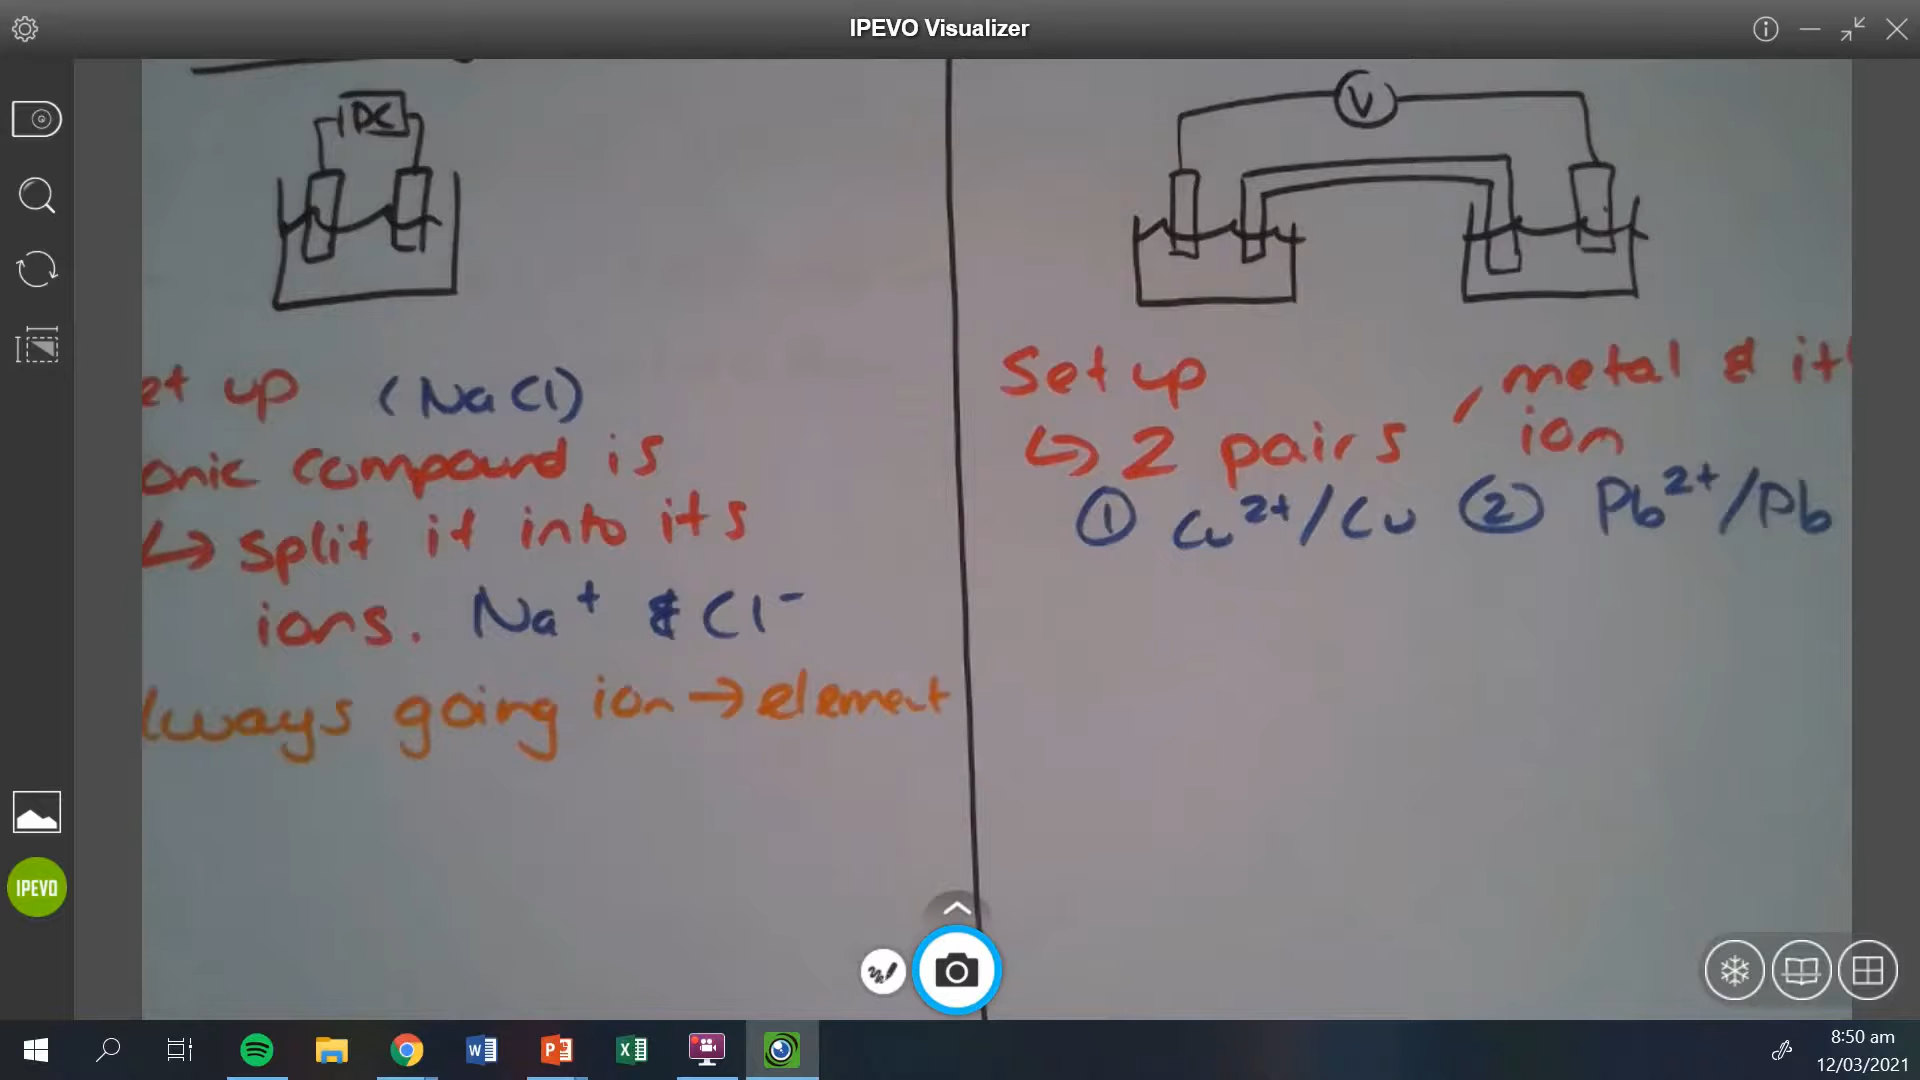 IPEVO Visualizer
DC
et up (NaCl)
onic compound is
↳ split it into its
ions. Na⁺ & Cl⁻
lways going ion → element
V
Set up
↳ 2 pairs
metal & it'
ion
① Cu²⁺/Cu ② Pb²⁺/Pb
IPEVO
8:50 am
12/03/2021